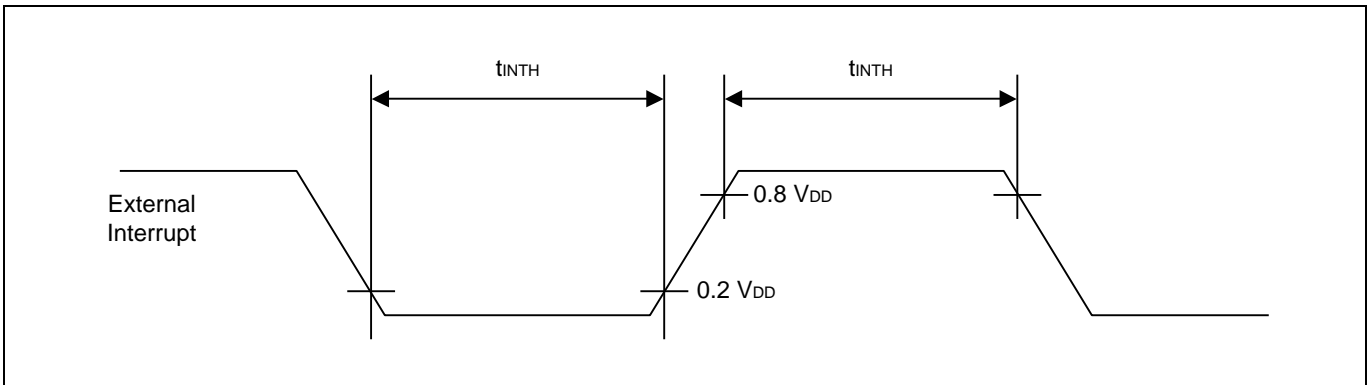 tINTH
tINTH
External
Interrupt
0.8 VDD
0.2 VDD